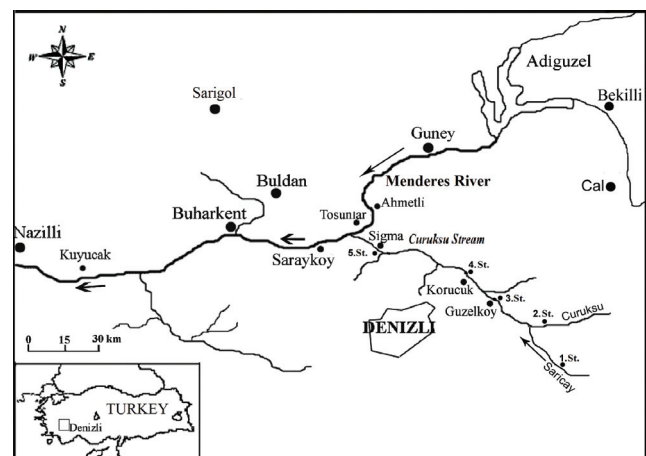 N
W E
S
Adiguzel
Bekilli
Sarigol
Guney
Cal
Menderes River
Buldan
Ahmetli
Buharkent
Tosunlar
Nazilli
Sigma
Curuksu Stream
Kuyucak
Saraykoy
5.St.
4.St.
Korucuk
3.St.
Guzelkoy
2.St.
Curuksu
DENIZLI
0 15 30 km
1.St.
Saricay
TURKEY
Denizli